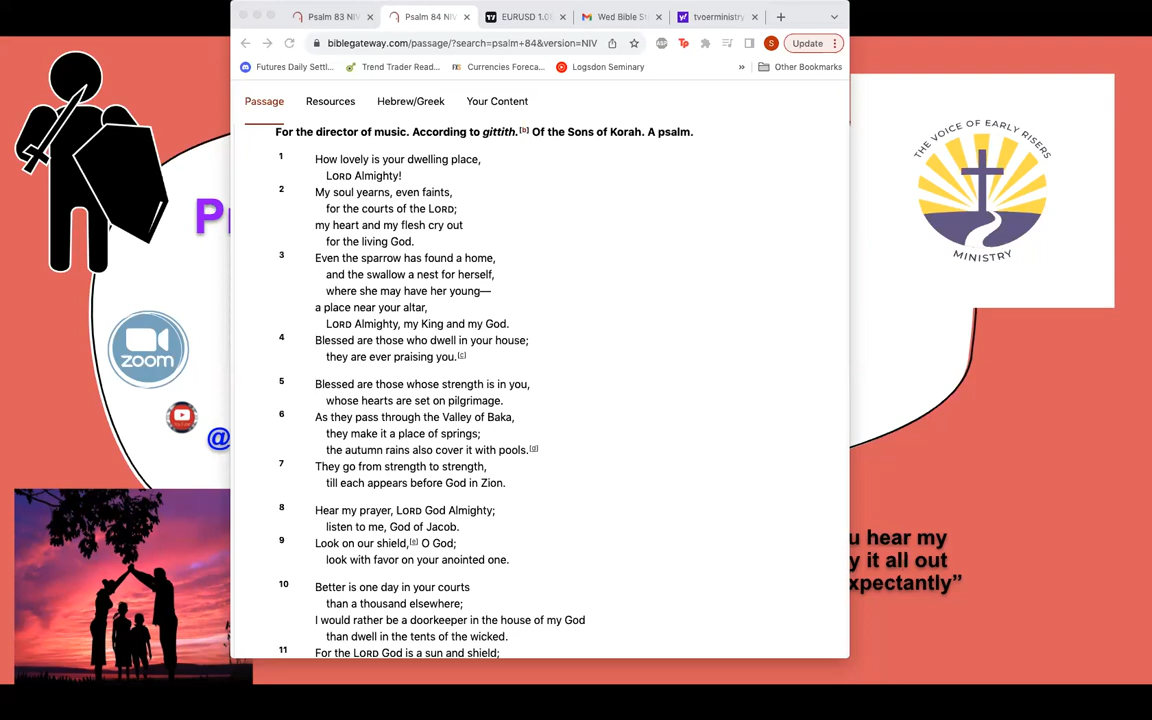 Psalm 83 NIV
Psalm 84 NIV
EURUSD 1.0
Wed Bible St
tvoerministry
biblegateway.com/passage/?search=psalm+84&version=NIV
ABP
Tp
S
Update
Futures Daily Settl...
Trend Trader Read...
Currencies Foreca...
Logsdon Seminary
»
Other Bookmarks
Passage
Resources
Hebrew/Greek
Your Content
For the director of music. According to gittith.[b] Of the Sons of Korah. A psalm.
1 How lovely is your dwelling place,
LORD Almighty!
2 My soul yearns, even faints,
for the courts of the LORD;
my heart and my flesh cry out
for the living God.
3 Even the sparrow has found a home,
and the swallow a nest for herself,
where she may have her young—
a place near your altar,
LORD Almighty, my King and my God.
4 Blessed are those who dwell in your house;
they are ever praising you.[c]
5 Blessed are those whose strength is in you,
whose hearts are set on pilgrimage.
6 As they pass through the Valley of Baka,
they make it a place of springs;
the autumn rains also cover it with pools.[d]
7 They go from strength to strength,
till each appears before God in Zion.
8 Hear my prayer, LORD God Almighty;
listen to me, God of Jacob.
9 Look on our shield,[e] O God;
look with favor on your anointed one.
10 Better is one day in your courts
than a thousand elsewhere;
I would rather be a doorkeeper in the house of my God
than dwell in the tents of the wicked.
11 For the LORD God is a sun and shield;
P
zoom
@
THE VOICE OF EARLY RISERS
MINISTRY
u hear my
y it all out
xpectantly”